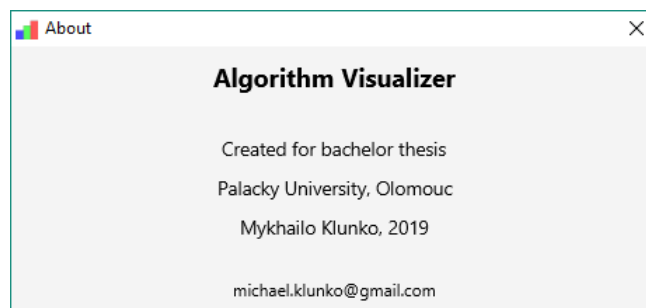 About
Algorithm Visualizer
Created for bachelor thesis
Palacky University, Olomouc
Mykhailo Klunko, 2019
michael.klunko@gmail.com